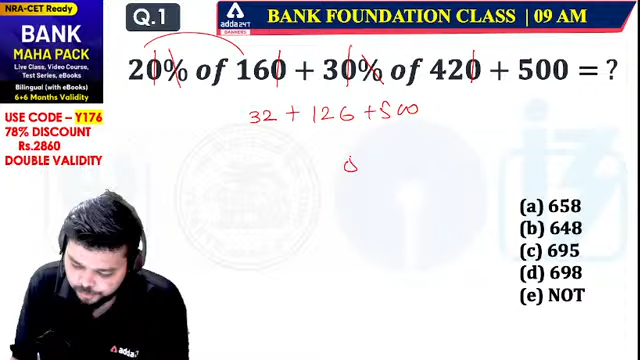 NRA-CET Ready
BANK
MAHA PACK
Live Class, Video Course,
Test Series, eBooks
Bilingual (with eBooks)
6+6 Months Validity
USE CODE – Y176
78% DISCOUNT
Rs.2860
DOUBLE VALIDITY
Q.1
adda247
BANKERS
BANK FOUNDATION CLASS | 09 AM
20% of 160 + 30% of 420 + 500 = ?
32 + 126 + 500
(a) 658
(b) 648
(c) 695
(d) 698
(e) NOT
adda247